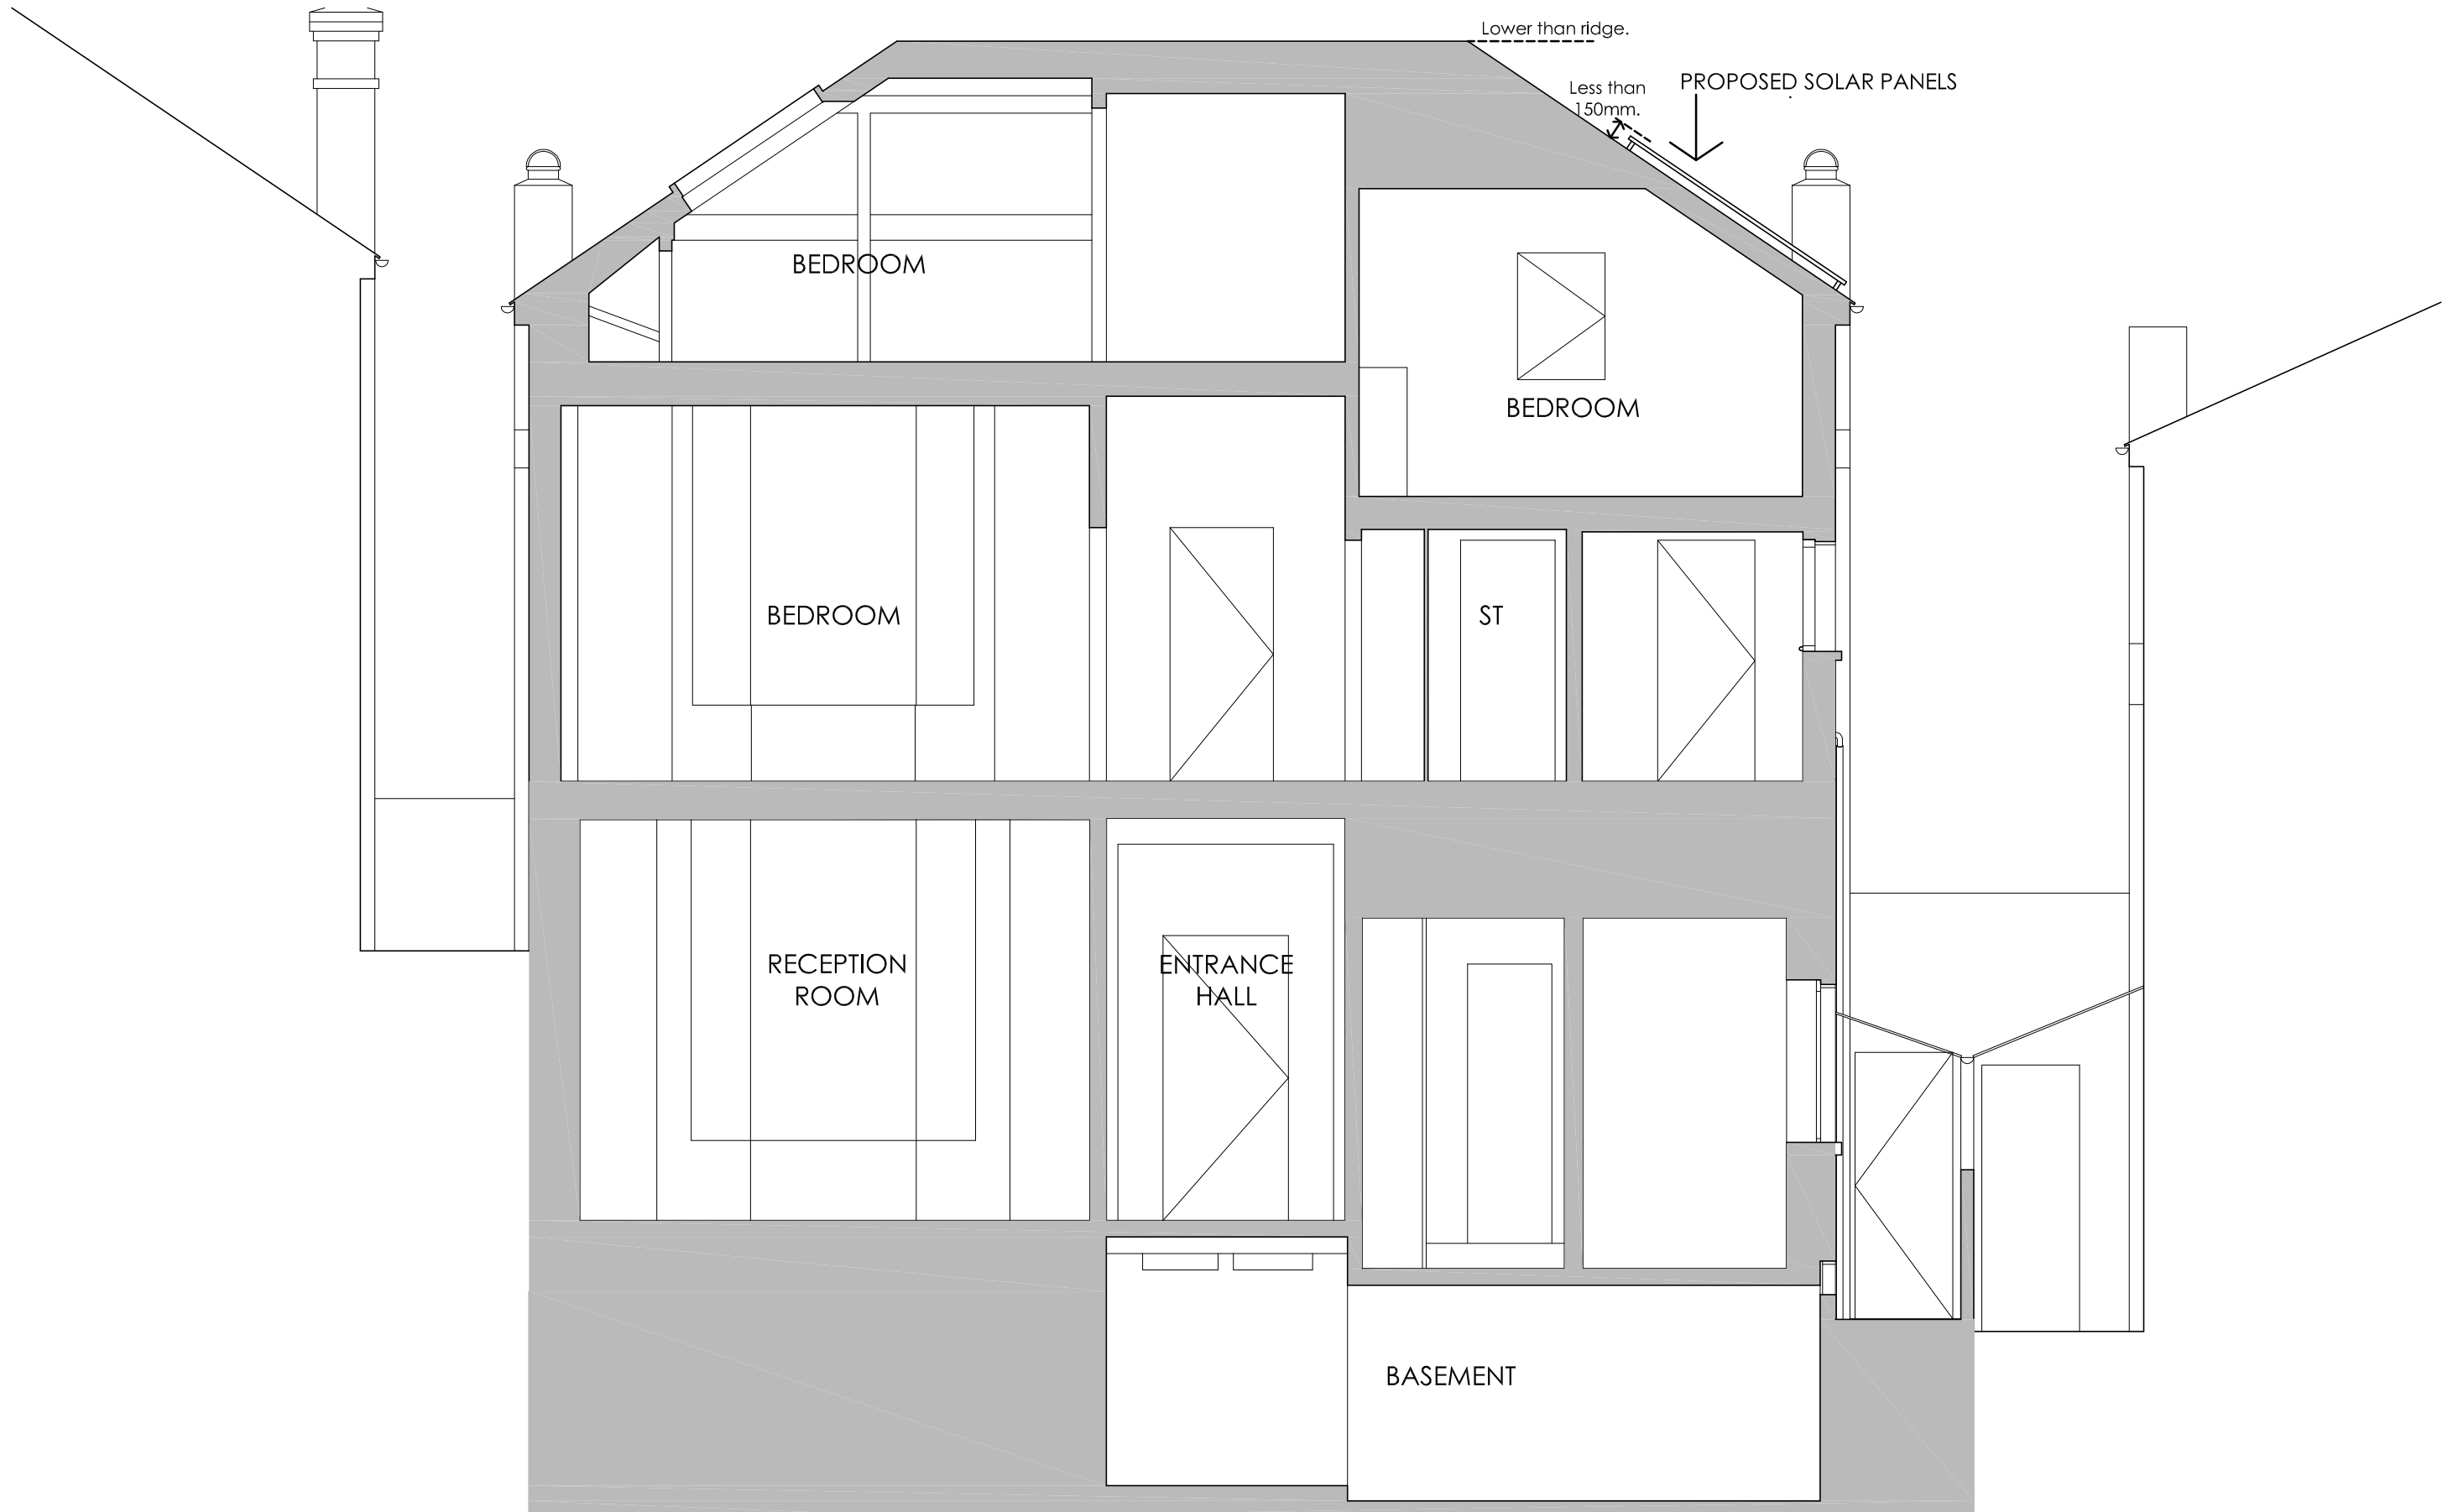 Lower than ridge.
PROPOSED SOLAR PANELS
Less than
150mm.
BEDROOM
BEDROOM
BEDROOM
ST
RECEPTION
ROOM
ENTRANCE
HALL
BASEMENT